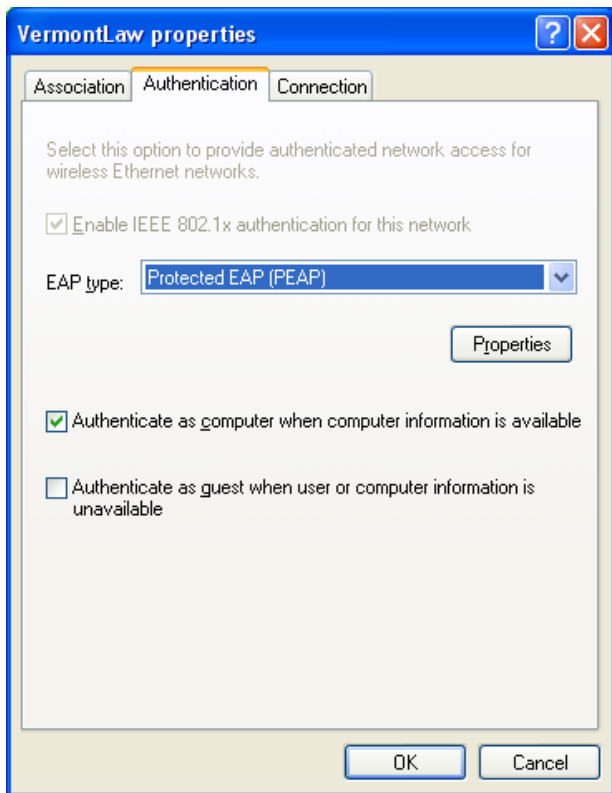 VermontLaw properties
Association Authentication Connection
Select this option to provide authenticated network access for
wireless Ethernet networks.
Enable IEEE 802.1x authentication for this network
EAP type: Protected EAP (PEAP)
Properties
Authenticate as computer when computer information is available
Authenticate as guest when user or computer information is
unavailable
OK Cancel